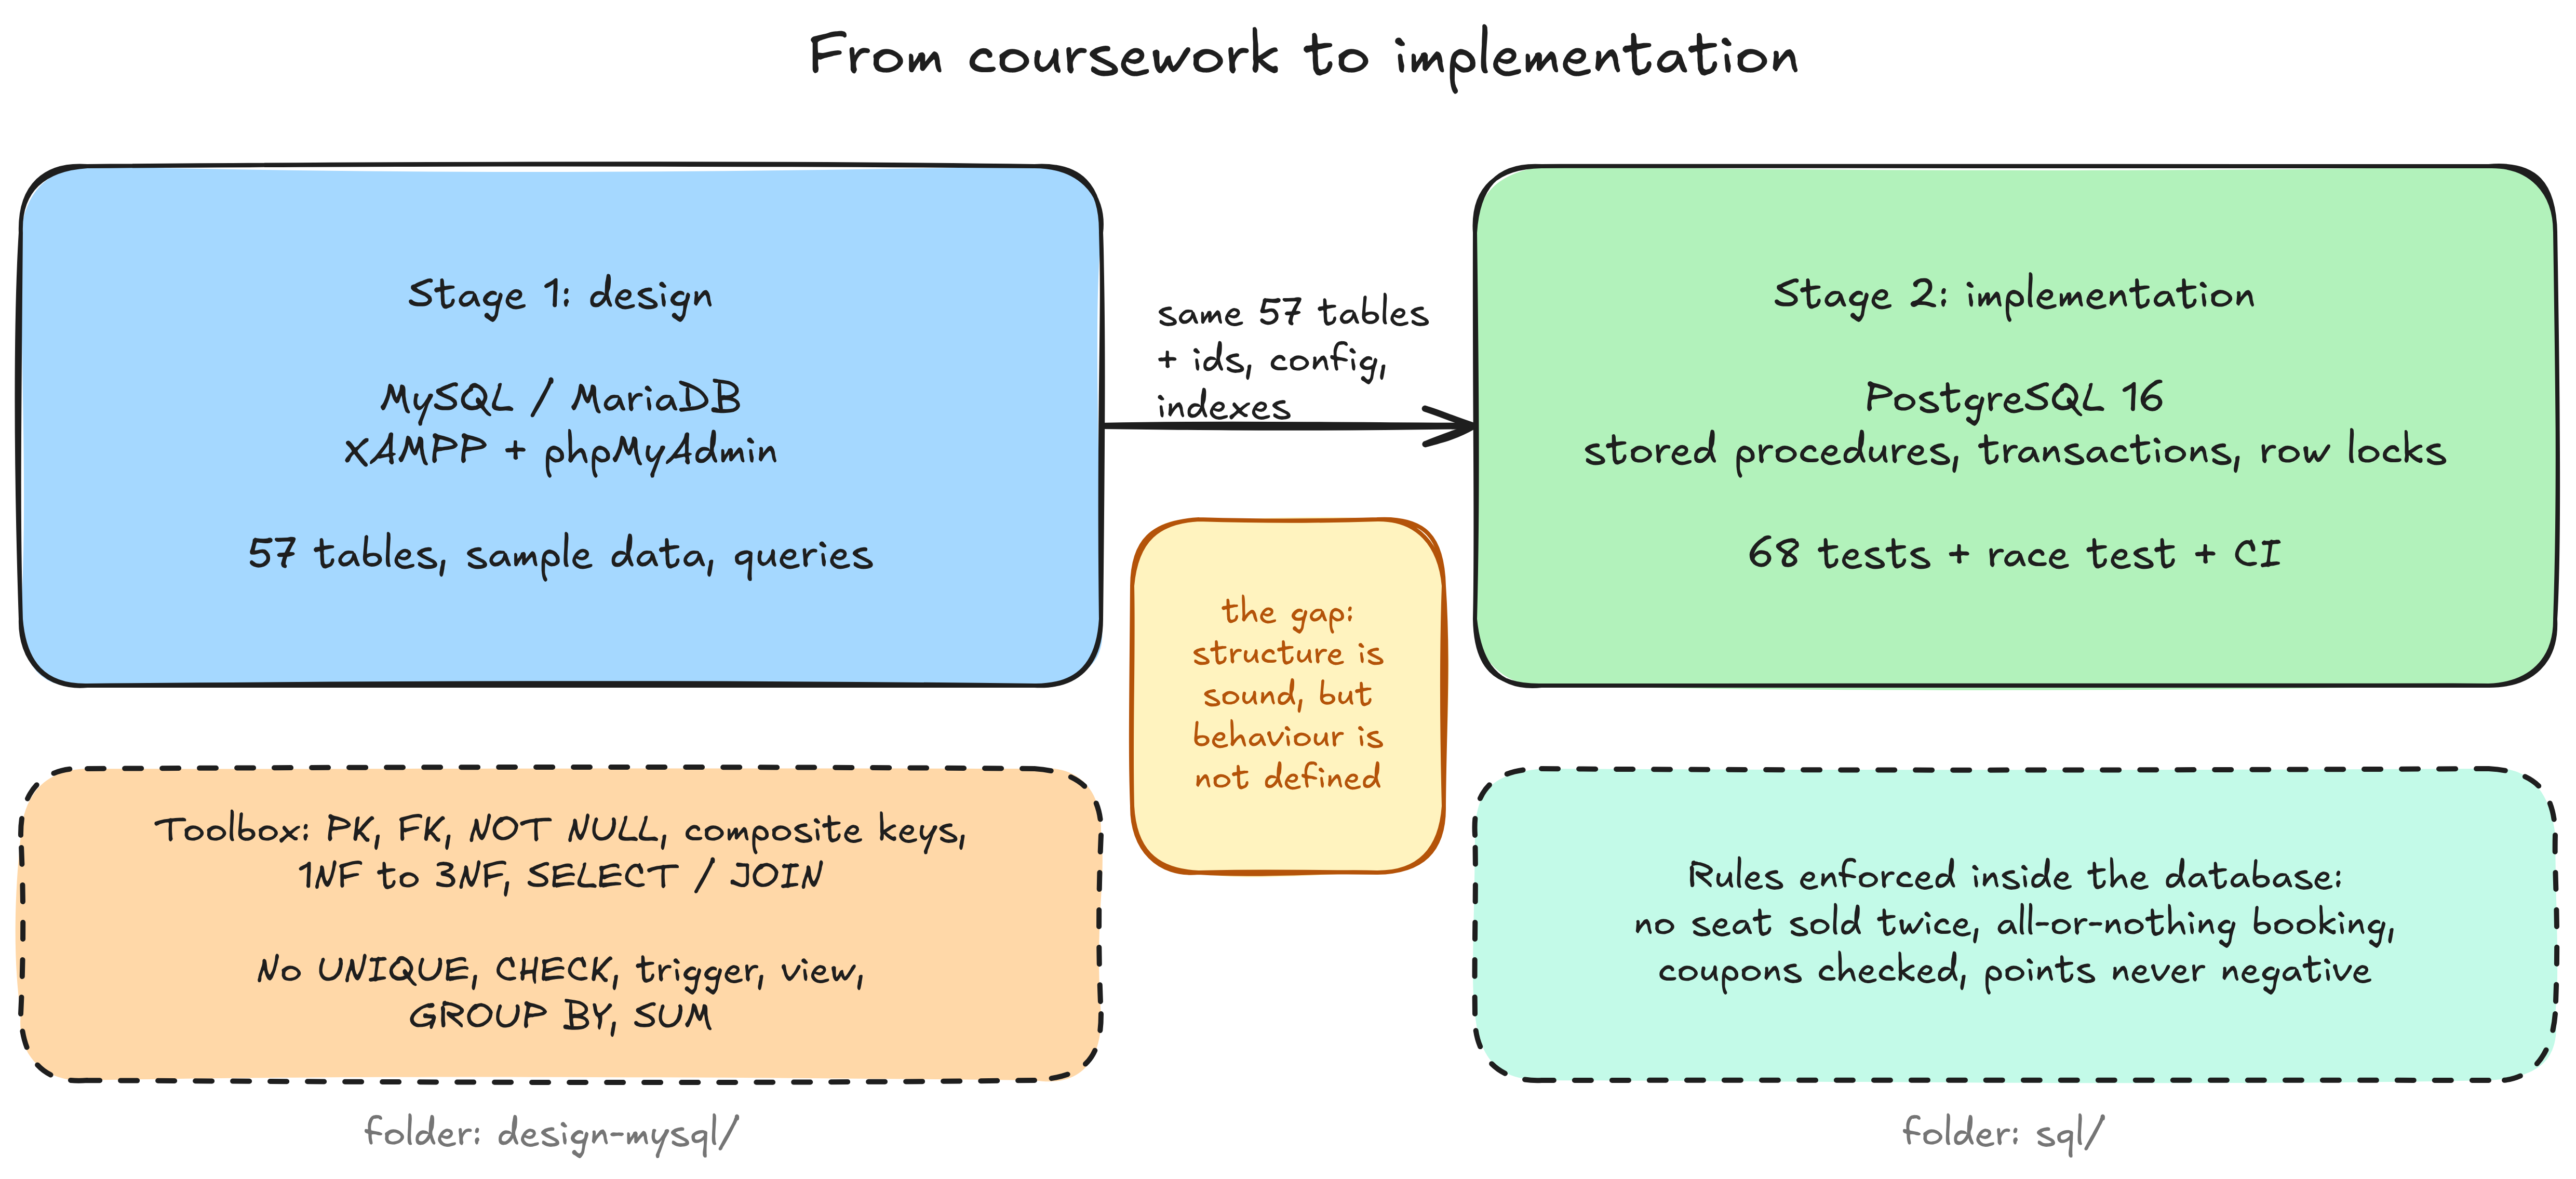 From coursework to implementation
Stage 1: design
MySQL / MariaDB
XAMPP + phpMyAdmin
57 tables, sample data, queries
same 57 tables
+ ids, config,
indexes
Stage 2: implementation
PostgreSQL 16
stored procedures, transactions, row locks
68 tests + race test + CI
the gap:
structure is
sound, but
behaviour is
not defined
Toolbox: PK, FK, NOT NULL, composite keys,
1NF to 3NF, SELECT / JOIN
No UNIQUE, CHECK, trigger, view,
GROUP BY, SUM
Rules enforced inside the database:
no seat sold twice, all-or-nothing booking,
coupons checked, points never negative
folder: design-mysql/
folder: sql/